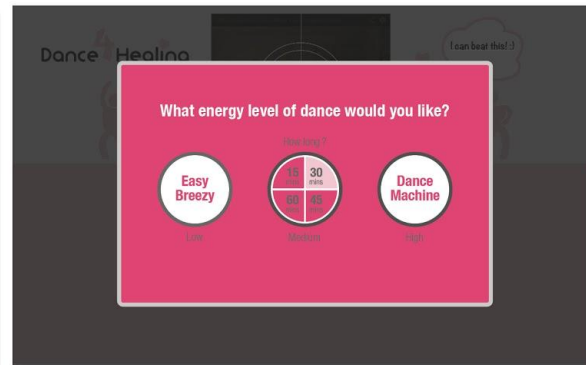 Dance 4 Healing
I can beat this! :)
What energy level of dance would you like?
How long ?
Easy
Breezy
15
mins
30
mins
60
mins
45
mins
Dance
Machine
Low
Medium
High